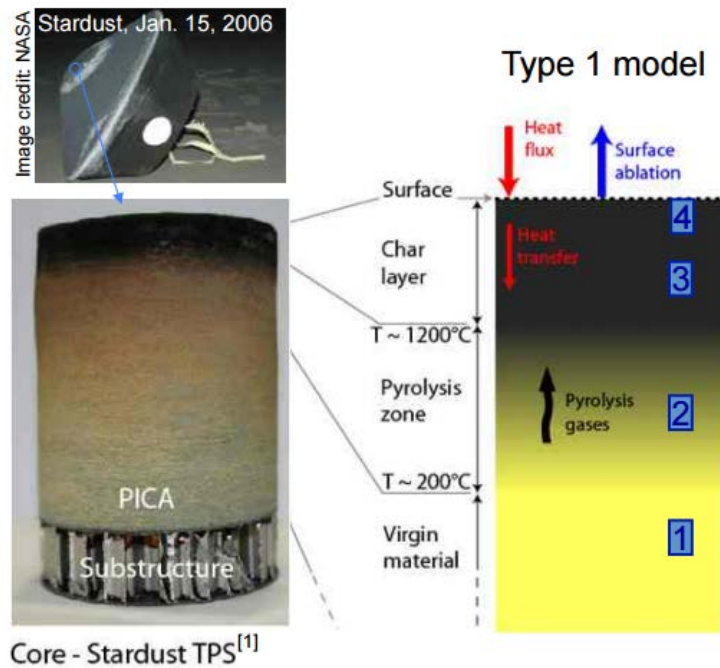 Image credit: NASA
Stardust, Jan. 15, 2006
Type 1 model
Heat
flux
Surface
ablation
Surface
4
Heat
transfer
Char
layer
3
T ~ 1200°C
Pyrolysis
zone
Pyrolysis
gases
2
T ~ 200°C
PICA
Virgin
material
1
Substructure
Core - Stardust TPS[1]